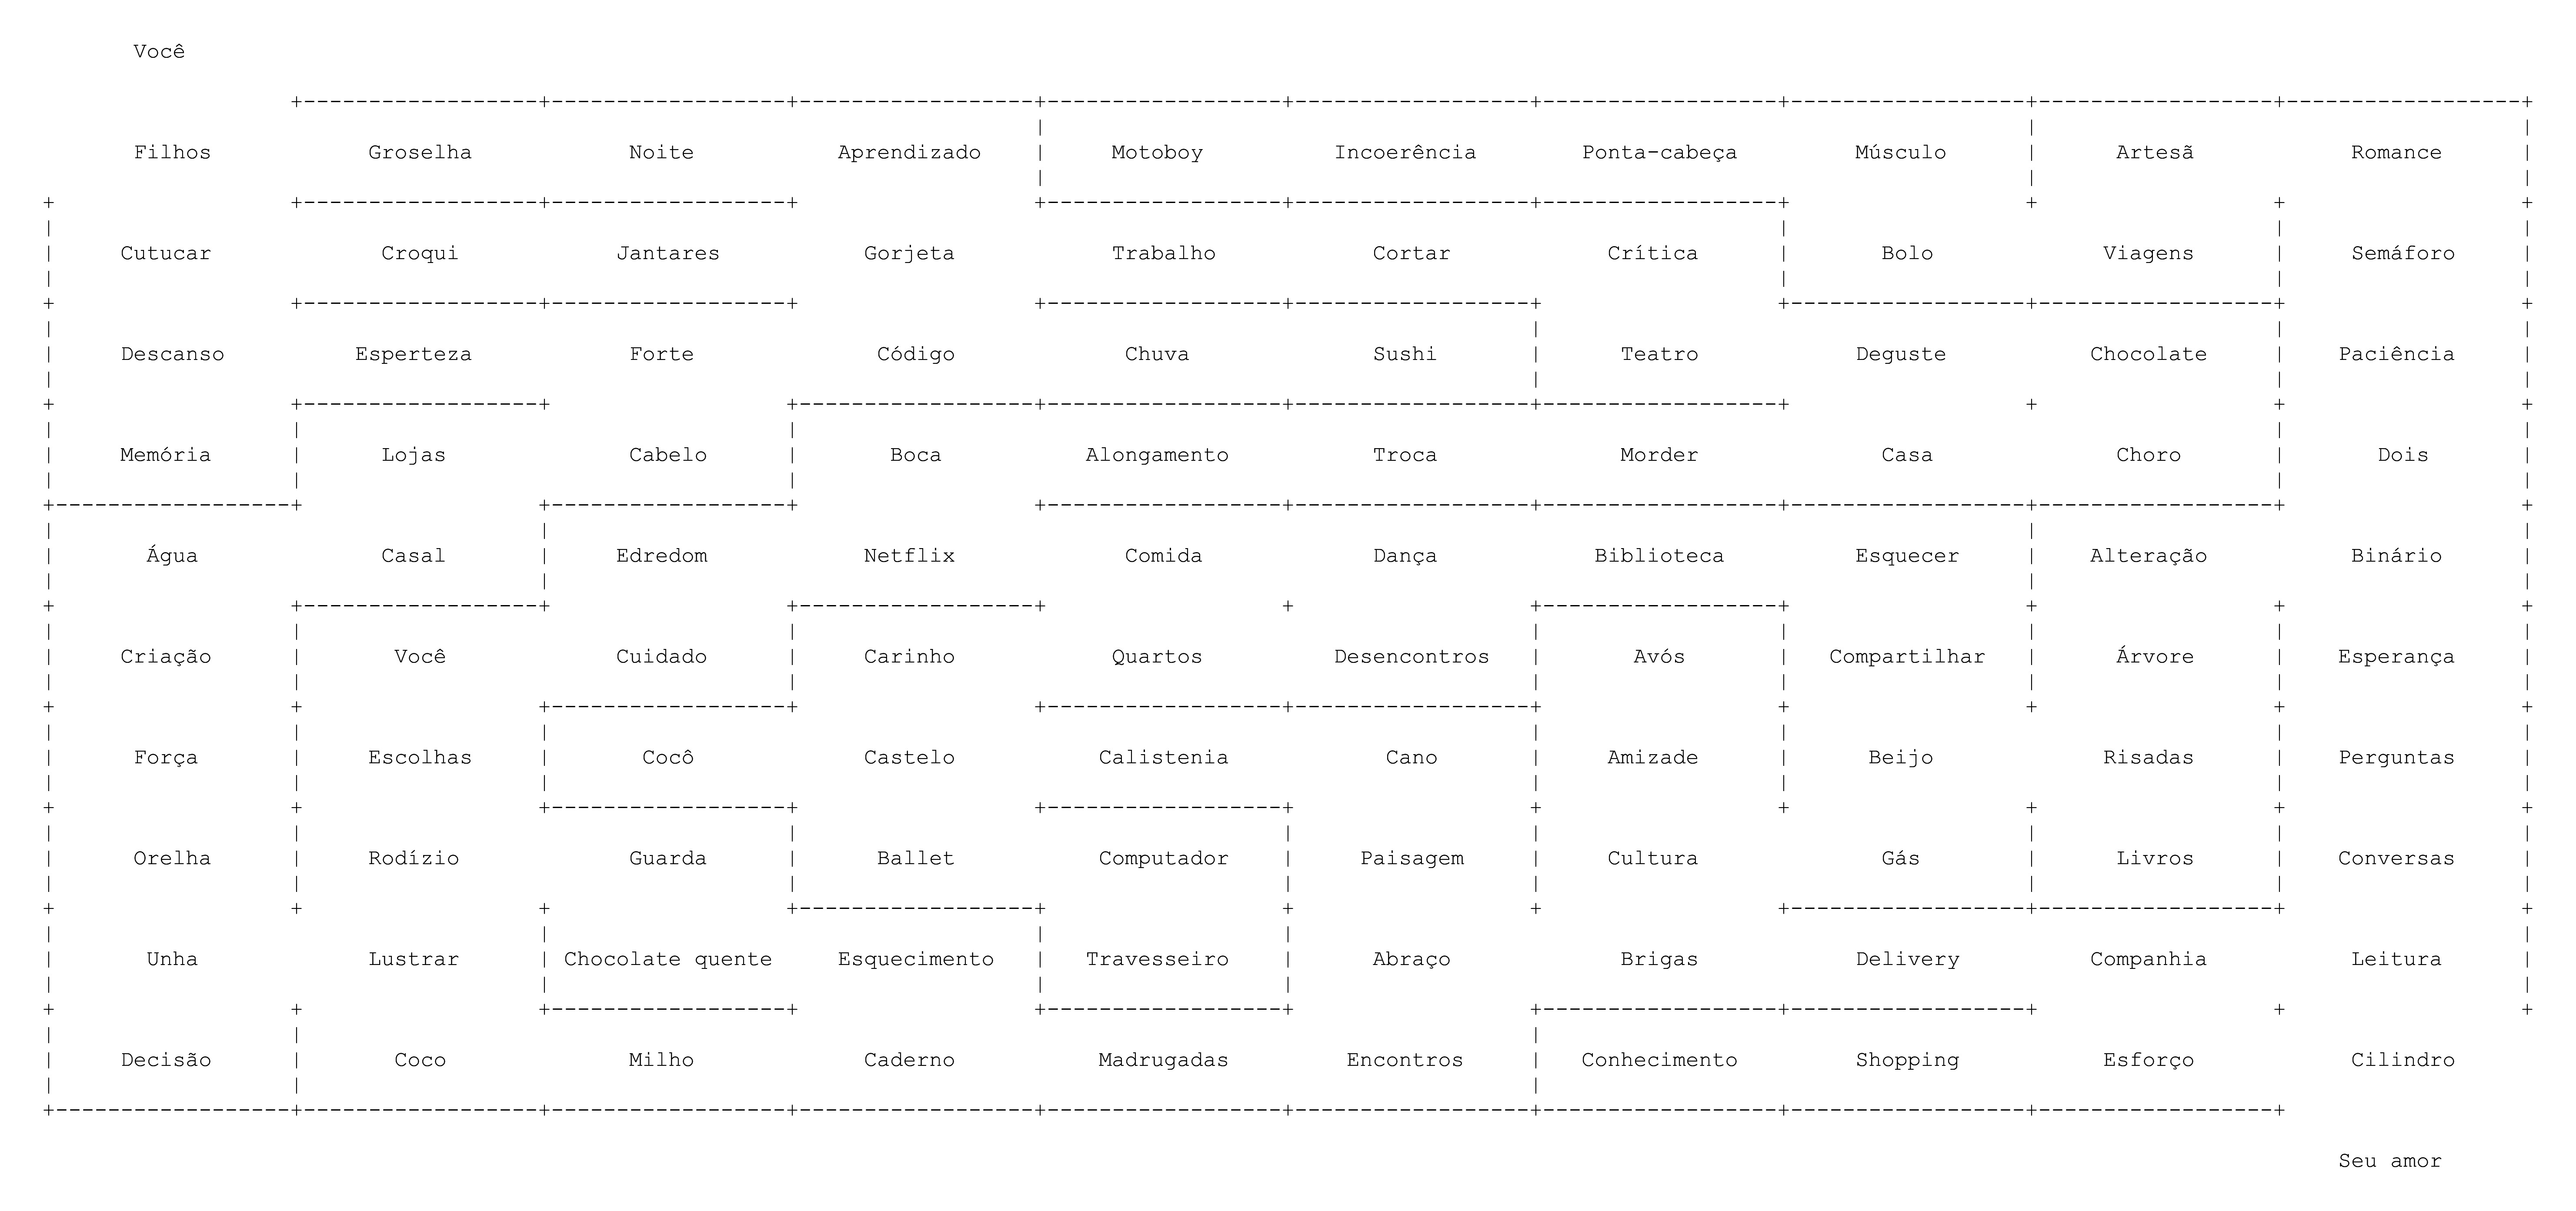 Você
Filhos Groselha Noite Aprendizado Motoboy Incoerência Ponta-cabeça Músculo Artesã Romance
Cutucar Croqui Jantares Gorjeta Trabalho Cortar Crítica Bolo Viagens Semáforo
Descanso Esperteza Forte Código Chuva Sushi Teatro Deguste Chocolate Paciência
Memória Lojas Cabelo Boca Alongamento Troca Morder Casa Choro Dois
Água Casal Edredom Netflix Comida Dança Biblioteca Esquecer Alteração Binário
Criação Você Cuidado Carinho Quartos Desencontros Avós Compartilhar Árvore Esperança
Força Escolhas Cocô Castelo Calistenia Cano Amizade Beijo Risadas Perguntas
Orelha Rodízio Guarda Ballet Computador Paisagem Cultura Gás Livros Conversas
Unha Lustrar Chocolate quente Esquecimento Travesseiro Abraço Brigas Delivery Companhia Leitura
Decisão Coco Milho Caderno Madrugadas Encontros Conhecimento Shopping Esforço Cilindro
Seu amor